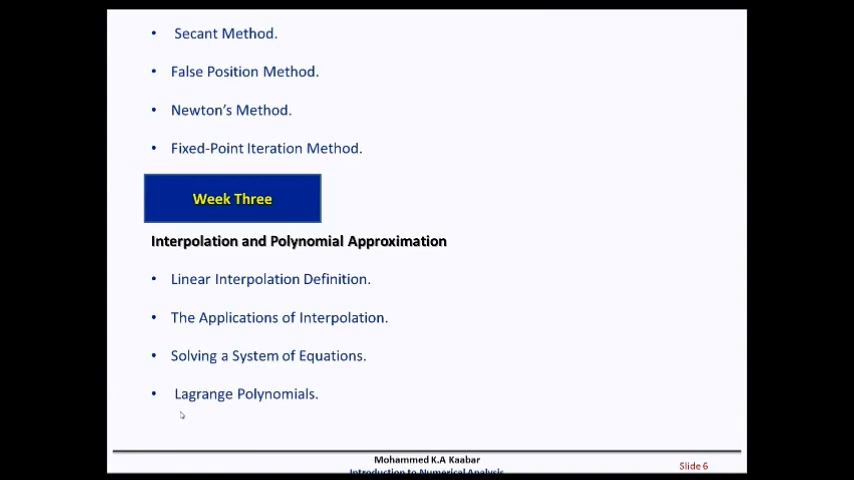 • Secant Method.
• False Position Method.
• Newton's Method.
• Fixed-Point Iteration Method.
Week Three
Interpolation and Polynomial Approximation
• Linear Interpolation Definition.
• The Applications of Interpolation.
• Solving a System of Equations.
• Lagrange Polynomials.
Mohammed K.A Kaabar
Introduction to Numerical Analysis
Slide 6